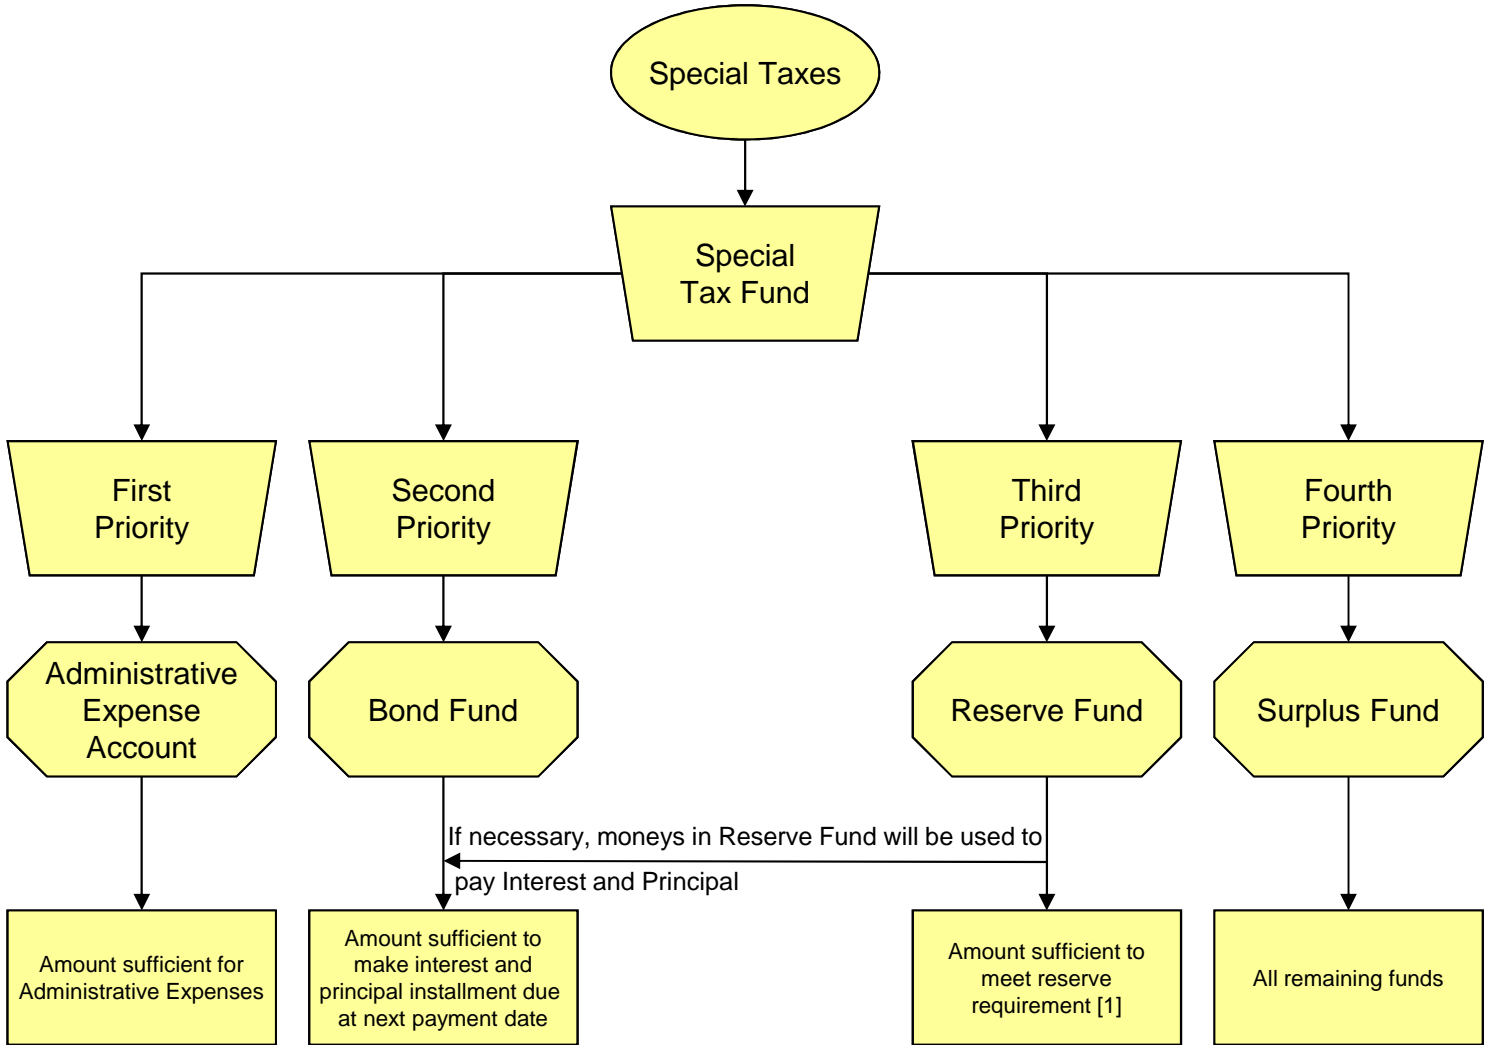 Special Taxes
Special
Tax Fund
First
Priority
Second
Priority
Third
Priority
Fourth
Priority
Administrative
Expense
Account
Bond Fund
Reserve Fund
Surplus Fund
If necessary, moneys in Reserve Fund will be used to
pay Interest and Principal
Amount sufficient for
Administrative Expenses
Amount sufficient to
make interest and
principal installment due
at next payment date
Amount sufficient to
meet reserve
requirement [1]
All remaining funds